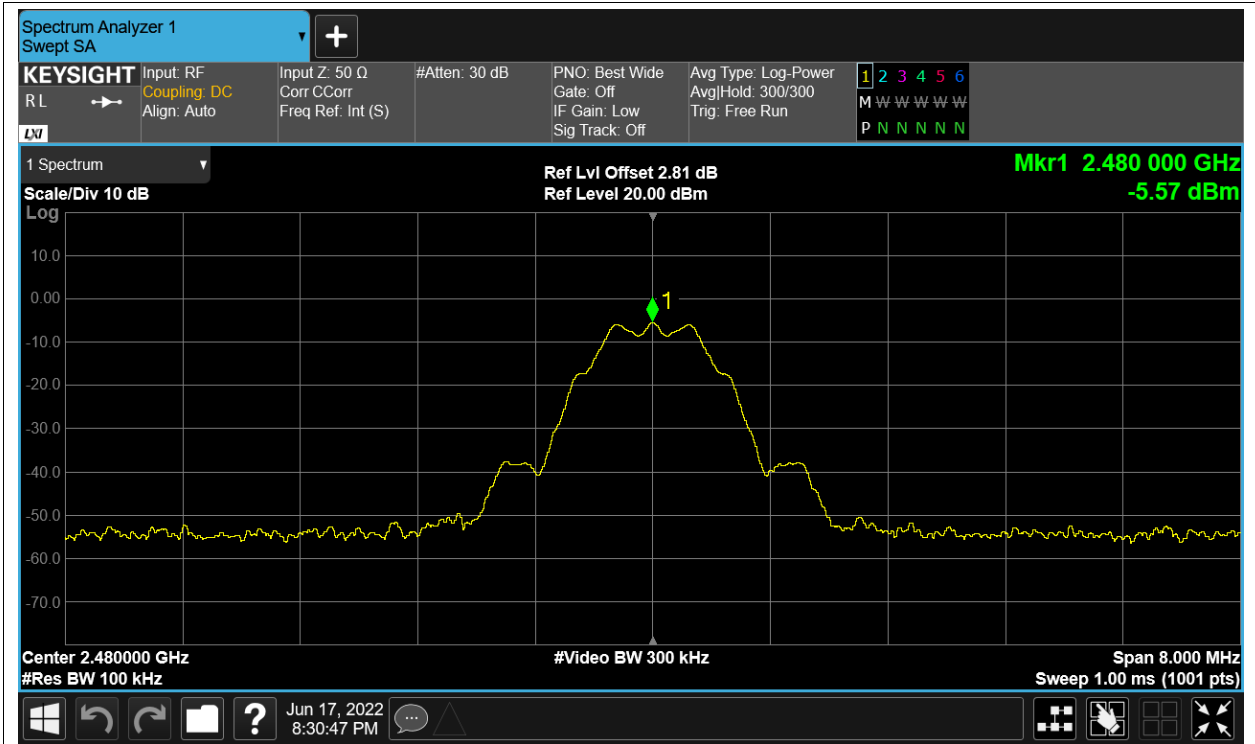 Spectrum Analyzer 1
Swept SA
+
KEYSIGHT
R L
LXI
Input: RF
Coupling: DC
Align: Auto
Input Z: 50 Ω
Corr CCorr
Freq Ref: Int (S)
#Atten: 30 dB
PNO: Best Wide
Gate: Off
IF Gain: Low
Sig Track: Off
Avg Type: Log-Power
Avg|Hold: 300/300
Trig: Free Run
1 2 3 4 5 6
M W W W W W
P N N N N N
1 Spectrum
Scale/Div 10 dB
Ref Lvl Offset 2.81 dB
Ref Level 20.00 dBm
Mkr1 2.480 000 GHz
-5.57 dBm
Log
10.0
0.00
-10.0
-20.0
-30.0
-40.0
-50.0
-60.0
-70.0
1
Center 2.480000 GHz
#Res BW 100 kHz
#Video BW 300 kHz
Span 8.000 MHz
Sweep 1.00 ms (1001 pts)
?
Jun 17, 2022
8:30:47 PM